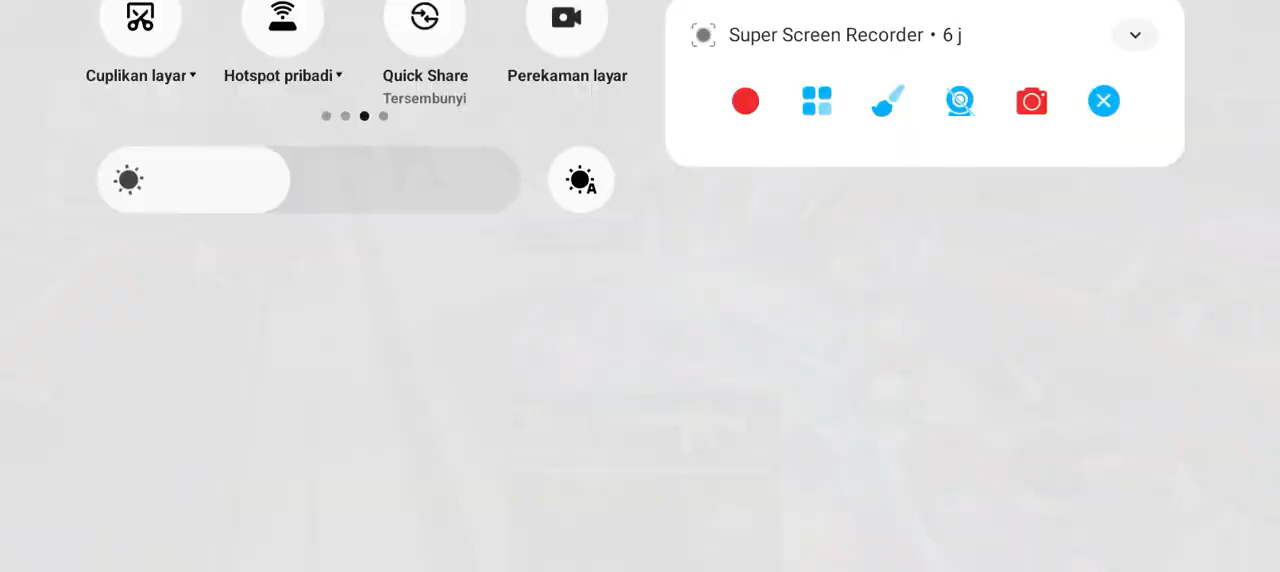 Super Screen Recorder • 6 j
Cuplikan layar
Hotspot pribadi
Quick Share
Perekaman layar
Tersembunyi
A